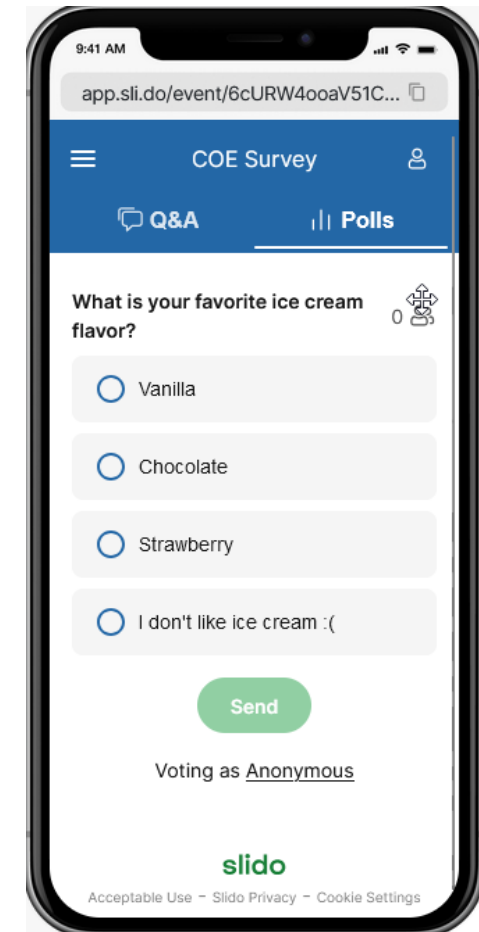 9:41 AM
app.sli.do/event/6cURW4ooaV51C...
COE Survey
Q&A Polls
What is your favorite ice cream
flavor?
0
Vanilla
Chocolate
Strawberry
I don't like ice cream :(
Send
Voting as Anonymous
slido
Acceptable Use - Slido Privacy - Cookie Settings